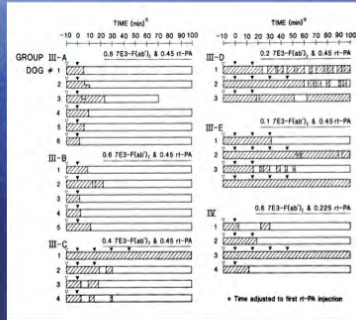 TIME (min)*
-10 0 10 20 30 40 50 60 70 80 90 100
GROUP III-A 0.8 7E3-F(ab')₂ & 0.45 rt-PA
DOG # 1
2
3
4
5
6
III-B 0.6 7E3-F(ab')₂ & 0.45 rt-PA
1
2
3
4
5
III-C 0.4 7E3-F(ab')₂ & 0.45 rt-PA
1
2
3
4
TIME (min)*
-10 0 10 20 30 40 50 60 70 80 90 100
III-D 0.2 7E3-F(ab')₂ & 0.45 rt-PA
1
2
3
III-E 0.1 7E3-F(ab')₂ & 0.45 rt-PA
1
2
3
IV 0.6 7E3-F(ab')₂ & 0.225 rt-PA
1
2
3
4
* Time adjusted to first rt-PA injection